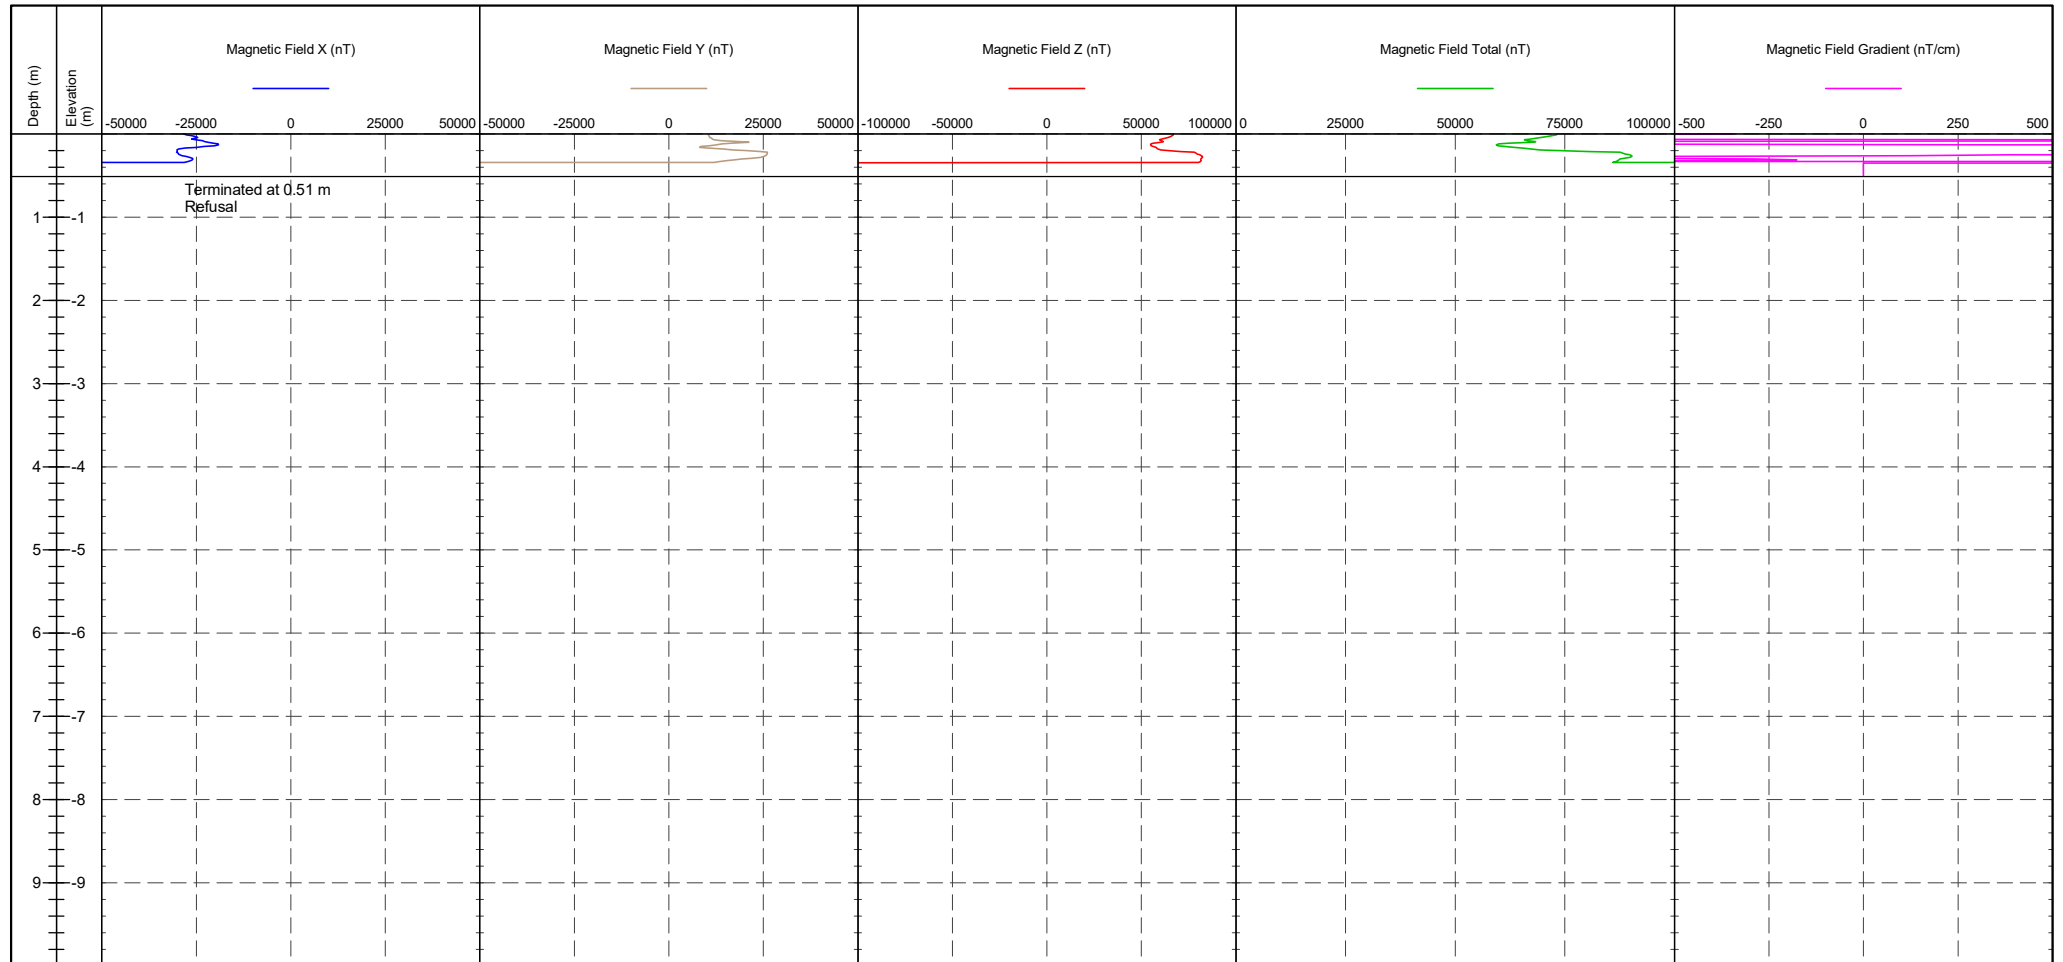 Depth (m)
Elevation
(m)
Magnetic Field X (nT)
-50000 -25000 0 25000 50000
Magnetic Field Y (nT)
-50000 -25000 0 25000 50000
Magnetic Field Z (nT)
-100000 -50000 0 50000 100000
Magnetic Field Total (nT)
0 25000 50000 75000 100000
Magnetic Field Gradient (nT/cm)
-500 -250 0 250 500
Terminated at 0.51 m
Refusal
1 -1
2 -2
3 -3
4 -4
5 -5
6 -6
7 -7
8 -8
9 -9